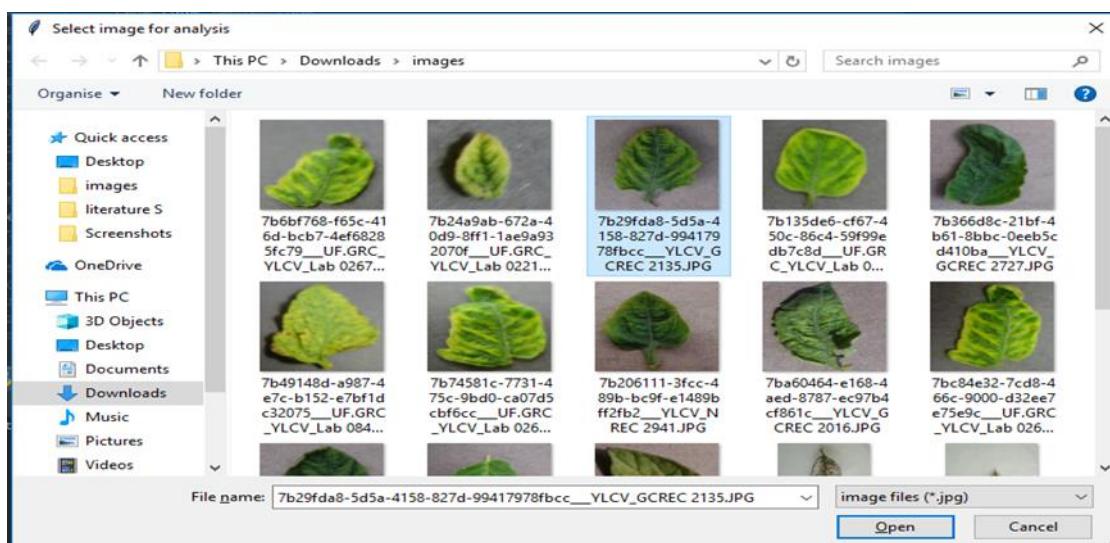 Select image for analysis
This PC > Downloads > images
Search images
Organise
New folder
Quick access
Desktop
images
literature S
Screenshots
OneDrive
This PC
3D Objects
Desktop
Documents
Downloads
Music
Pictures
Videos
7b6bf768-f65c-41
6d-bcb7-4ef6828
5fc79___UF.GRC_
YLCV_Lab 0267...
7b24a9ab-672a-4
0d9-8ff1-1ae9a93
2070f___UF.GRC_
YLCV_Lab 0221...
7b29fda8-5d5a-4
158-827d-994179
78fbcc___YLCV_G
CREC 2135.JPG
7b135de6-cf67-4
50c-86c4-59f99e
db7c8d___UF.GR
C_YLCV_Lab 0...
7b366d8c-21bf-4
b61-8bbc-0eeb5c
d410ba___YLCV_
GCREC 2727.JPG
7b49148d-a987-4
e7c-b152-e7bf1d
c32075___UF.GRC
_YLCV_Lab 084...
7b74581c-7731-4
75c-9bd0-ca07d5
cbf6cc___UF.GRC
_YLCV_Lab 026...
7b206111-3fcc-4
89b-bc9f-e1489b
ff2fb2___YLCV_N
REC 2941.JPG
7ba60464-e168-4
aed-8787-ec97b4
cf861c___YLCV_G
CREC 2016.JPG
7bc84e32-7cd8-4
66c-9000-d32ee7
e75e9c___UF.GRC
_YLCV_Lab 026...
File name: 7b29fda8-5d5a-4158-827d-99417978fbcc___YLCV_GCREC 2135.JPG
image files (*.jpg)
Open
Cancel